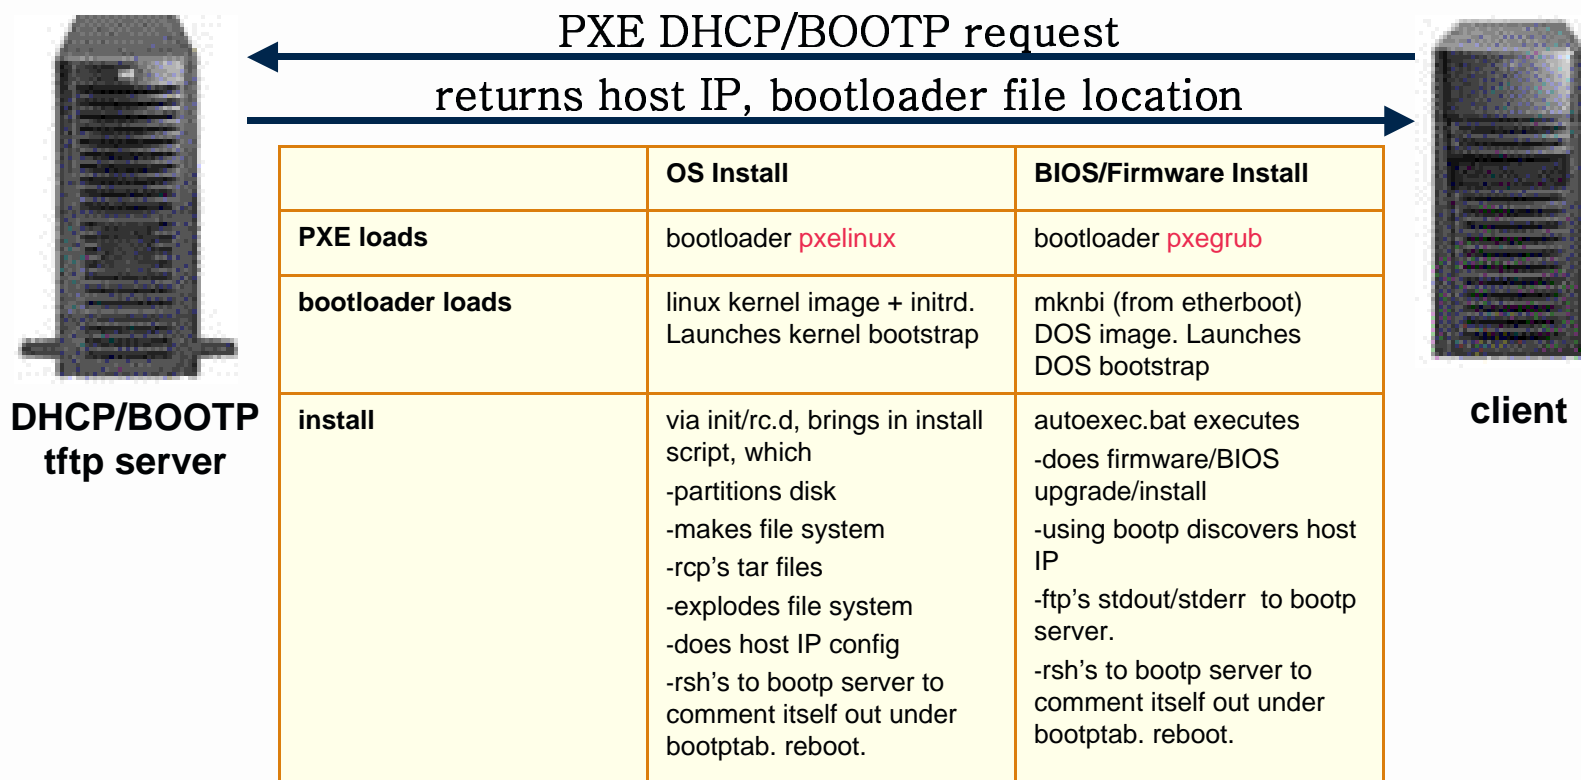 PXE DHCP/BOOTP request
returns host IP, bootloader file location
OS Install
BIOS/Firmware Install
PXE loads
bootloader pxelinux
bootloader pxegrub
bootloader loads
linux kernel image + initrd.
Launches kernel bootstrap
mknbi (from etherboot)
DOS image. Launches
DOS bootstrap
install
via init/rc.d, brings in install
script, which
-partitions disk
-makes file system
-rcp's tar files
-explodes file system
-does host IP config
-rsh's to bootp server to
comment itself out under
bootptab. reboot.
autoexec.bat executes
-does firmware/BIOS
upgrade/install
-using bootp discovers host
IP
-ftp's stdout/stderr  to bootp
server.
-rsh's to bootp server to
comment itself out under
bootptab. reboot.
DHCP/BOOTP
tftp server
client